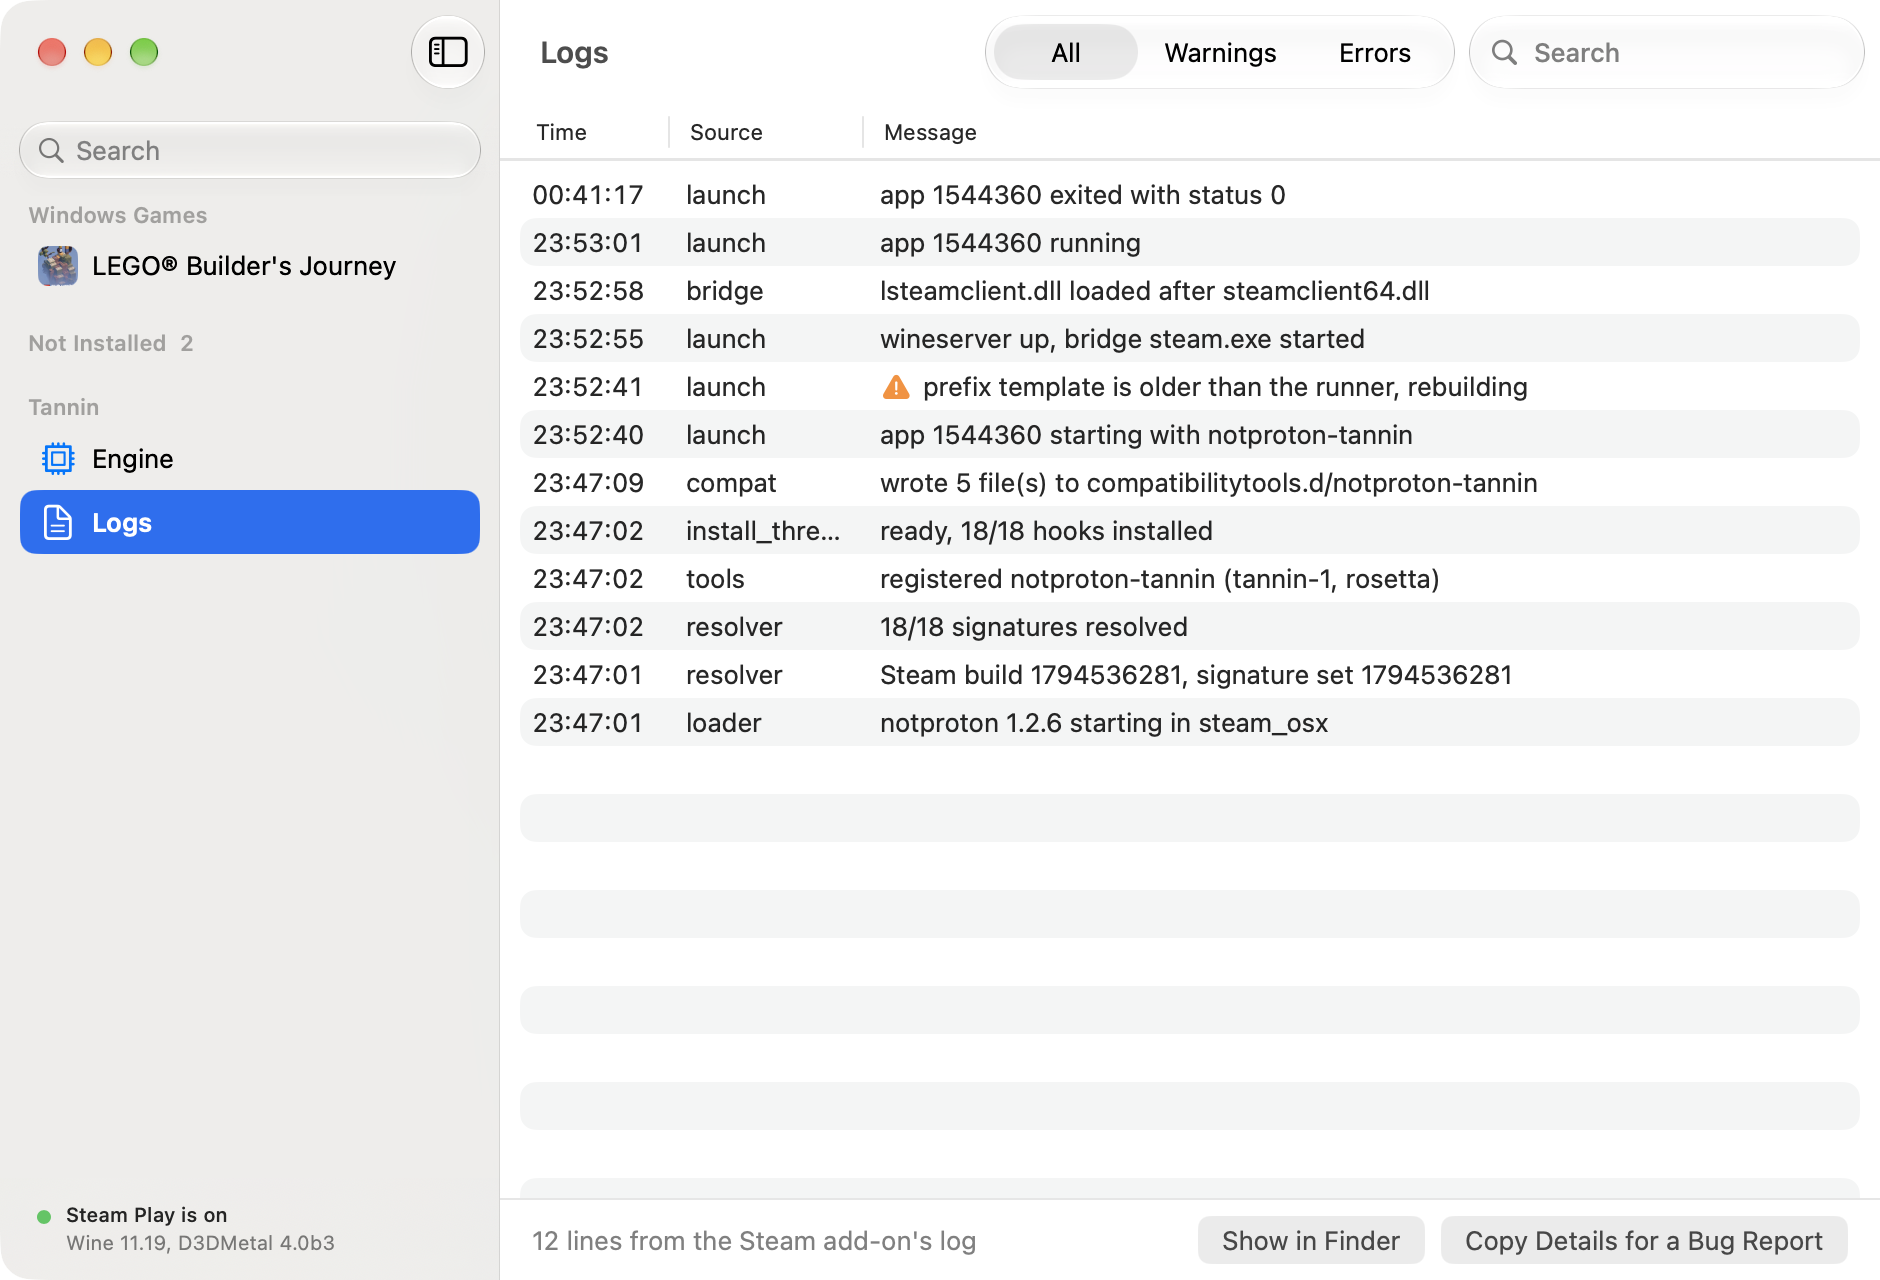 Search
Windows Games
LEGO® Builder's Journey
Not Installed 2
Tannin
Engine
Logs
Steam Play is on
Wine 11.19, D3DMetal 4.0b3
Logs
All Warnings Errors
Search
Time Source Message
00:41:17 launch app 1544360 exited with status 0
23:53:01 launch app 1544360 running
23:52:58 bridge lsteamclient.dll loaded after steamclient64.dll
23:52:55 launch wineserver up, bridge steam.exe started
23:52:41 launch prefix template is older than the runner, rebuilding
23:52:40 launch app 1544360 starting with notproton-tannin
23:47:09 compat wrote 5 file(s) to compatibilitytools.d/notproton-tannin
23:47:02 install_thre... ready, 18/18 hooks installed
23:47:02 tools registered notproton-tannin (tannin-1, rosetta)
23:47:02 resolver 18/18 signatures resolved
23:47:01 resolver Steam build 1794536281, signature set 1794536281
23:47:01 loader notproton 1.2.6 starting in steam_osx
12 lines from the Steam add-on's log
Show in Finder
Copy Details for a Bug Report